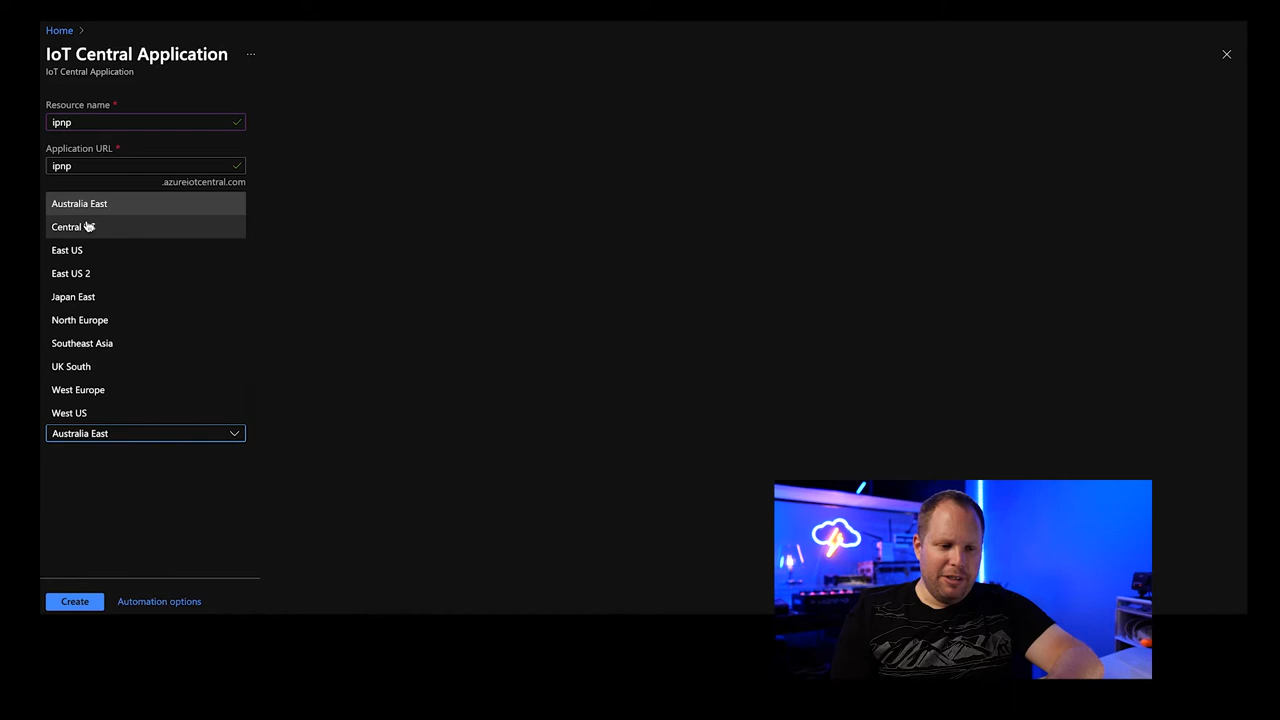 Home >
IoT Central Application ...
IoT Central Application
Resource name *
ipnp
Application URL *
ipnp
.azureiotcentral.com
Australia East
Central
East US
East US 2
Japan East
North Europe
Southeast Asia
UK South
West Europe
West US
Australia East
Create
Automation options